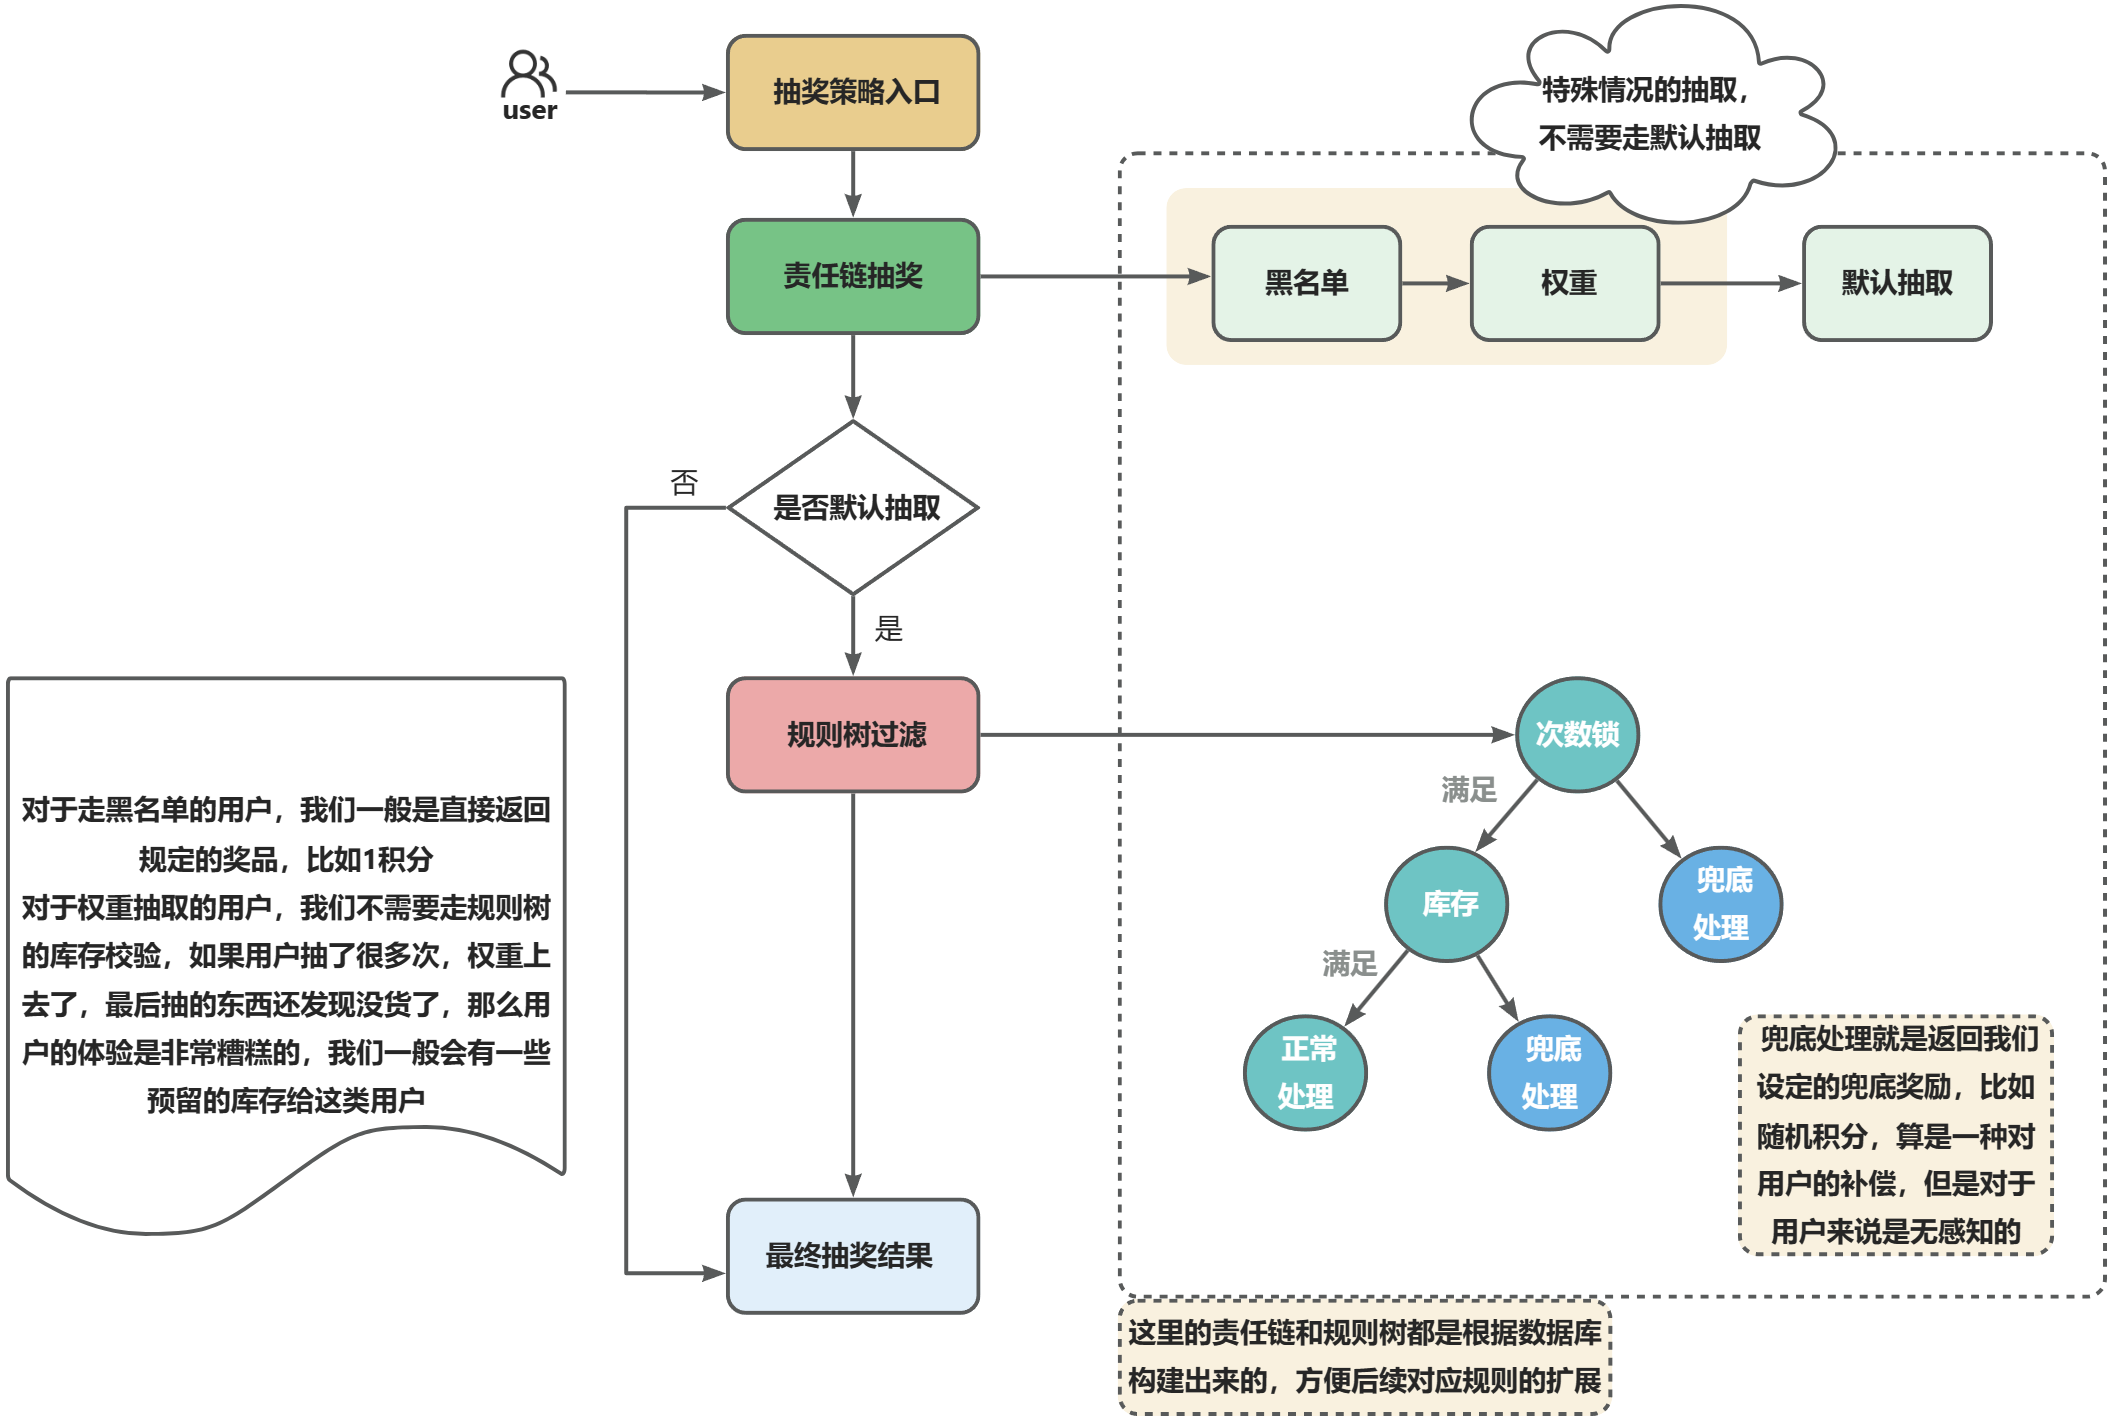 user
抽奖策略入口
特殊情况的抽取，
不需要走默认抽取
责任链抽奖
黑名单
权重
默认抽取
否
是否默认抽取
是
规则树过滤
次数锁
满足
库存
兜底
处理
满足
正常
处理
兜底
处理
对于走黑名单的用户，我们一般是直接返回
规定的奖品，比如1积分
对于权重抽取的用户，我们不需要走规则树
的库存校验，如果用户抽了很多次，权重上
去了，最后抽的东西还发现没货了，那么用
户的体验是非常糟糕的，我们一般会有一些
预留的库存给这类用户
兜底处理就是返回我们
设定的兜底奖励，比如
随机积分，算是一种对
用户的补偿，但是对于
用户来说是无感知的
最终抽奖结果
这里的责任链和规则树都是根据数据库
构建出来的，方便后续对应规则的扩展